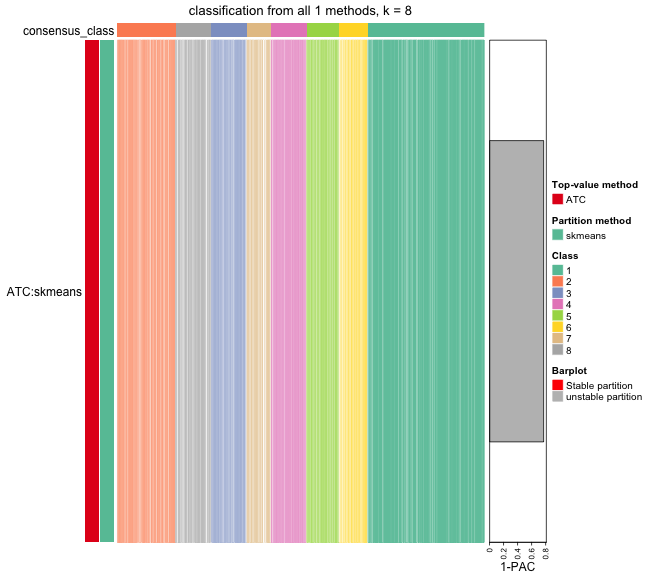 classification from all 1 methods, k = 8
consensus_class
ATC:skmeans
Top-value method
ATC
Partition method
skmeans
Class
1
2
3
4
5
6
7
8
Barplot
Stable partition
unstable partition
0
0.2
0.4
0.6
0.8
1-PAC